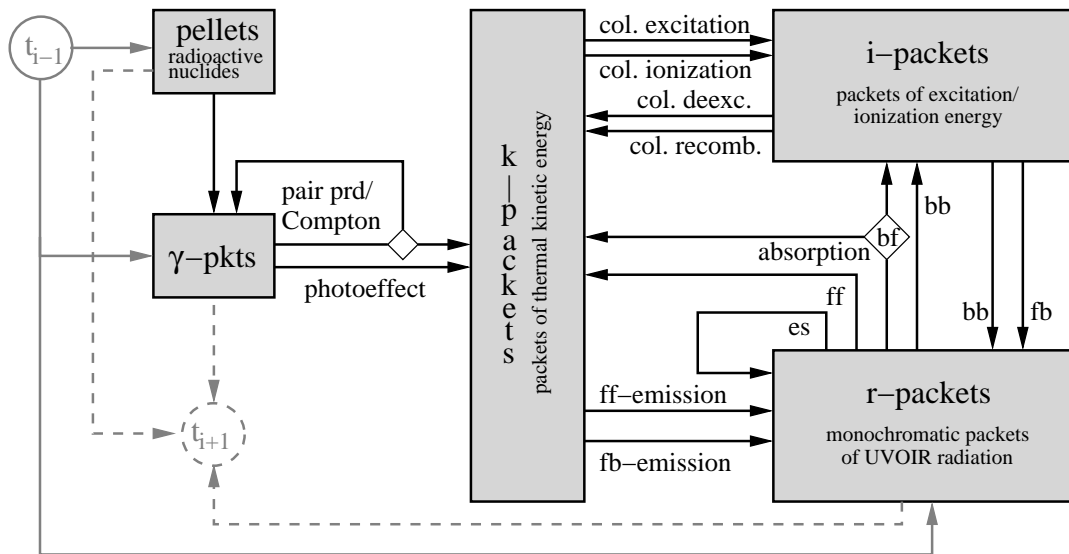 t i−1
pellets
radioactive
nuclides
γ−pkts
pair prd/
Compton
photoeffect
t i+1
k−packets
packets of thermal kinetic energy
col. excitation
col. ionization
col. deexc.
col. recomb.
i−packets
packets of excitation/
ionization energy
absorption
bf
bb
ff
es
bb
fb
ff−emission
fb−emission
r−packets
monochromatic packets
of UVOIR radiation